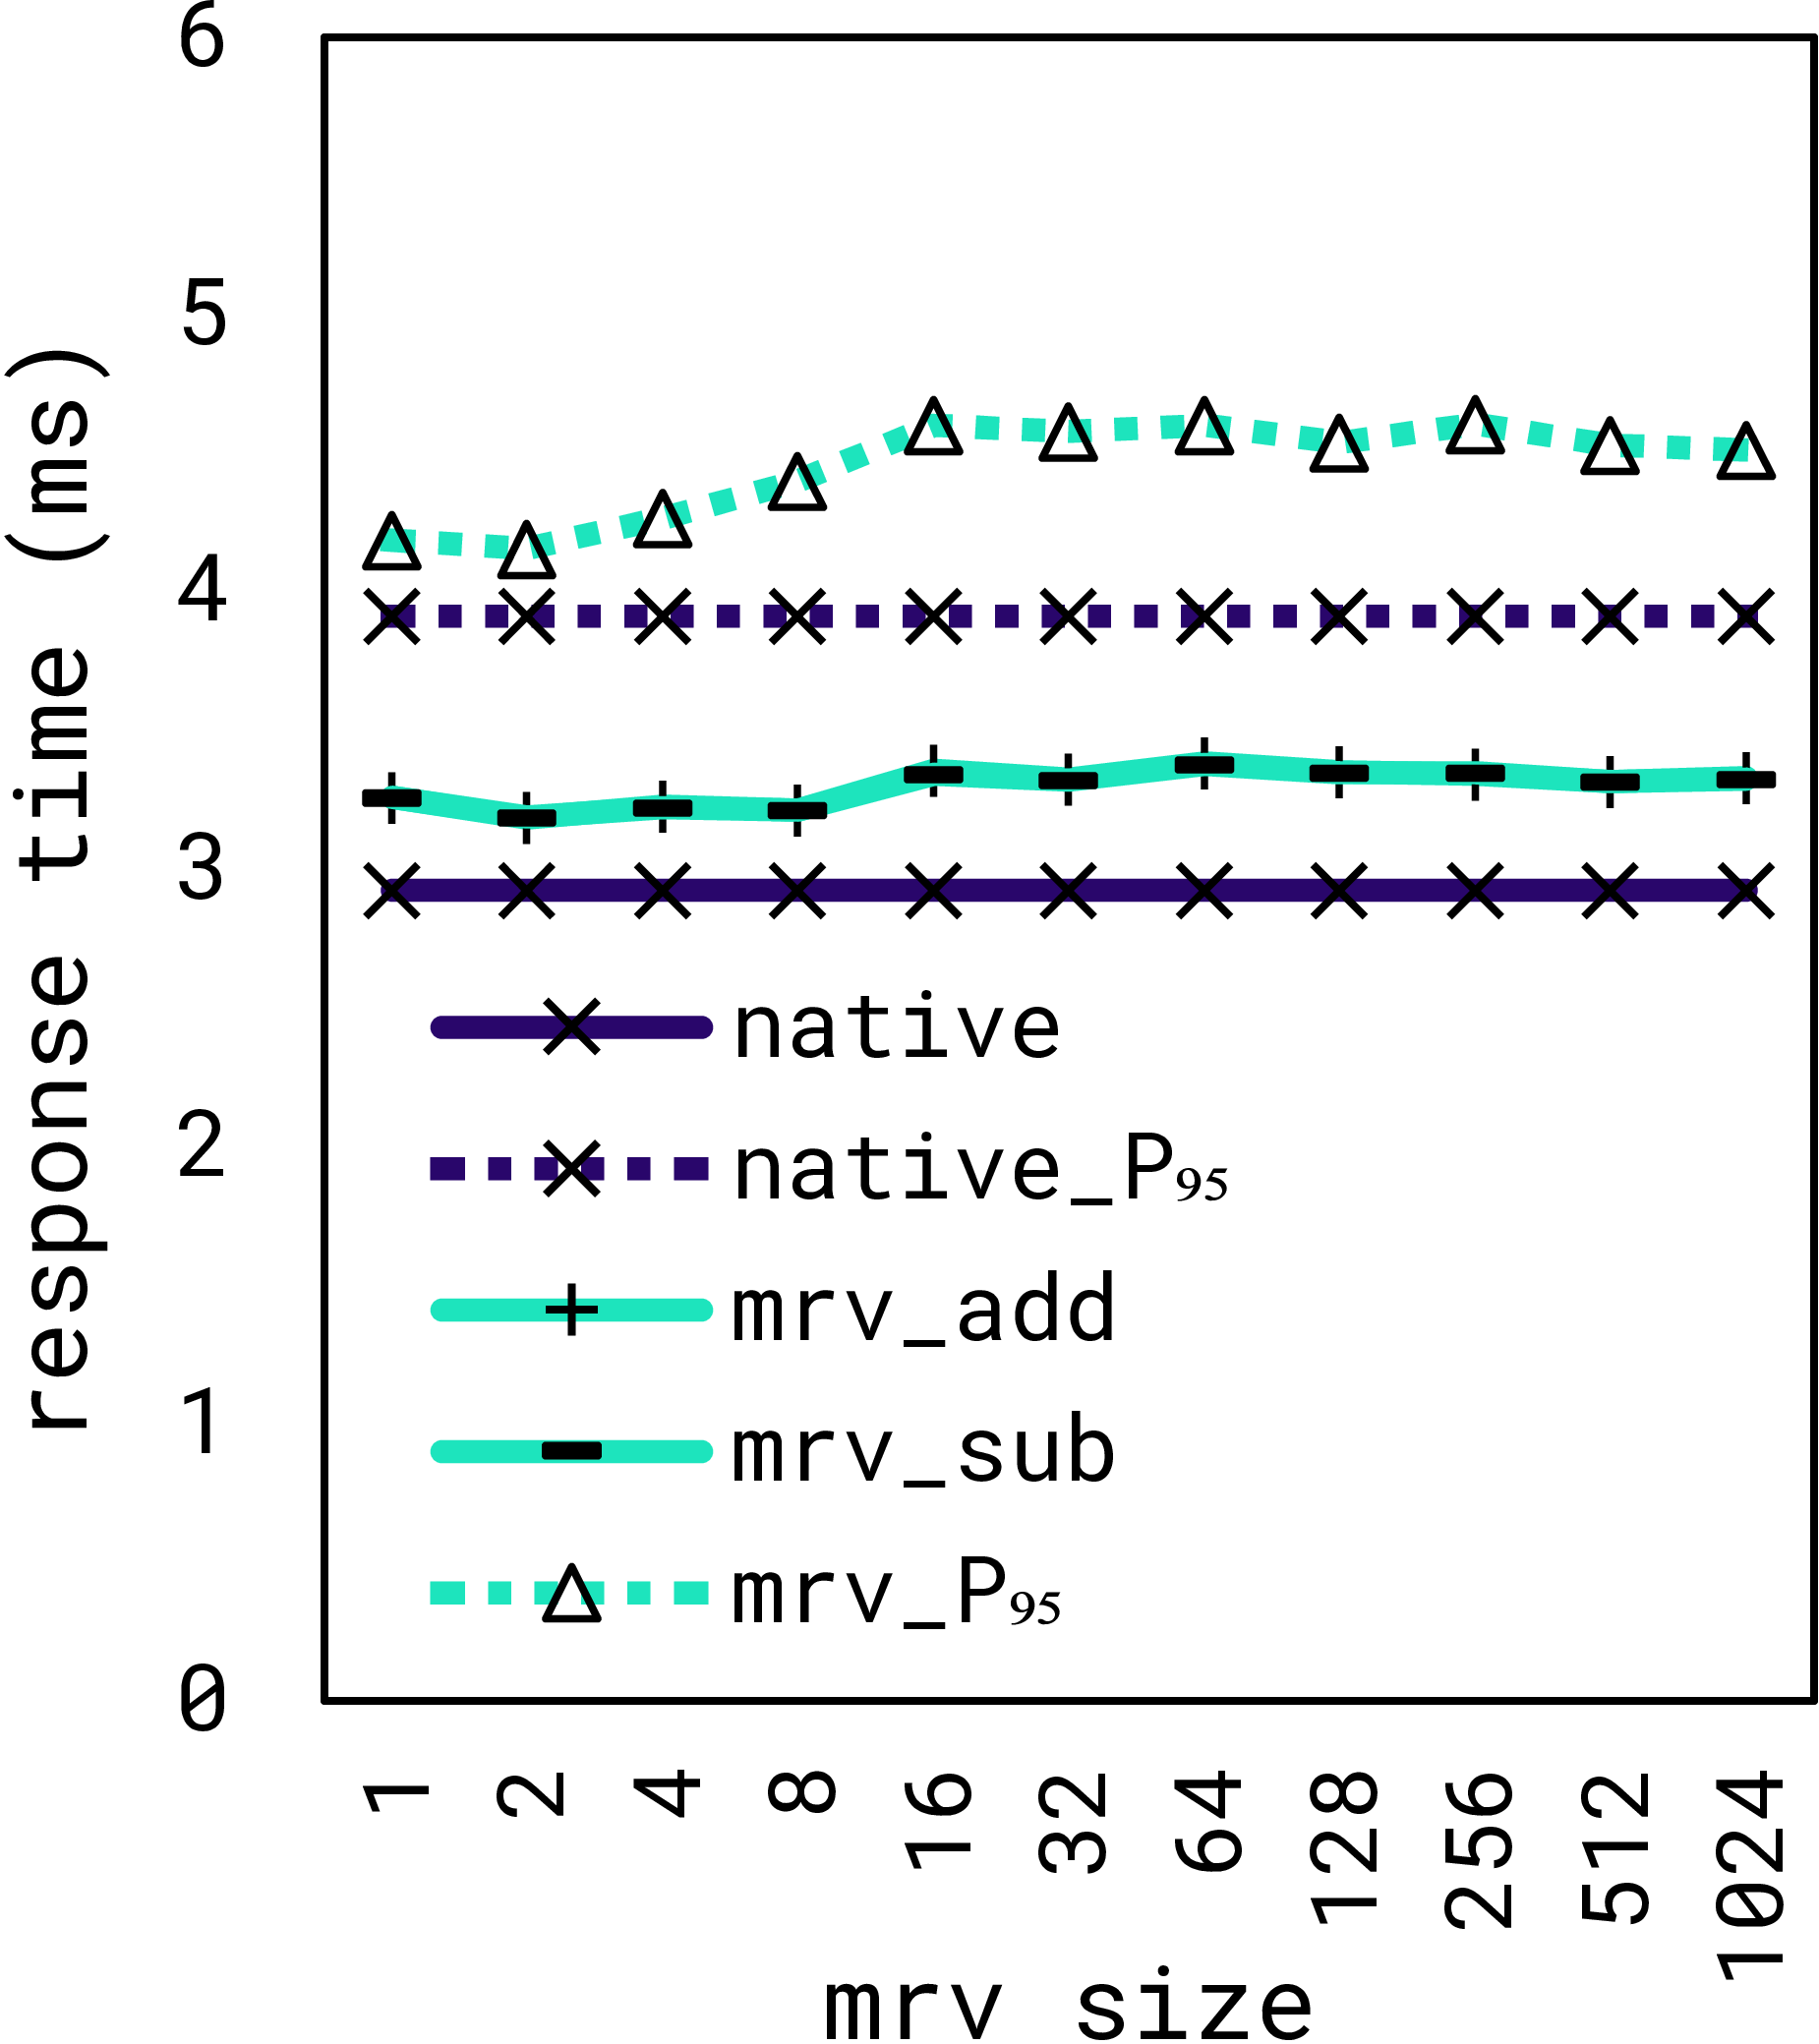 response time (ms)
6
5
4
3
2
1
0
native
native_P95
mrv_add
mrv_sub
mrv_P95
1 2 4 8 16 32 64 128 256 512 1024
mrv size